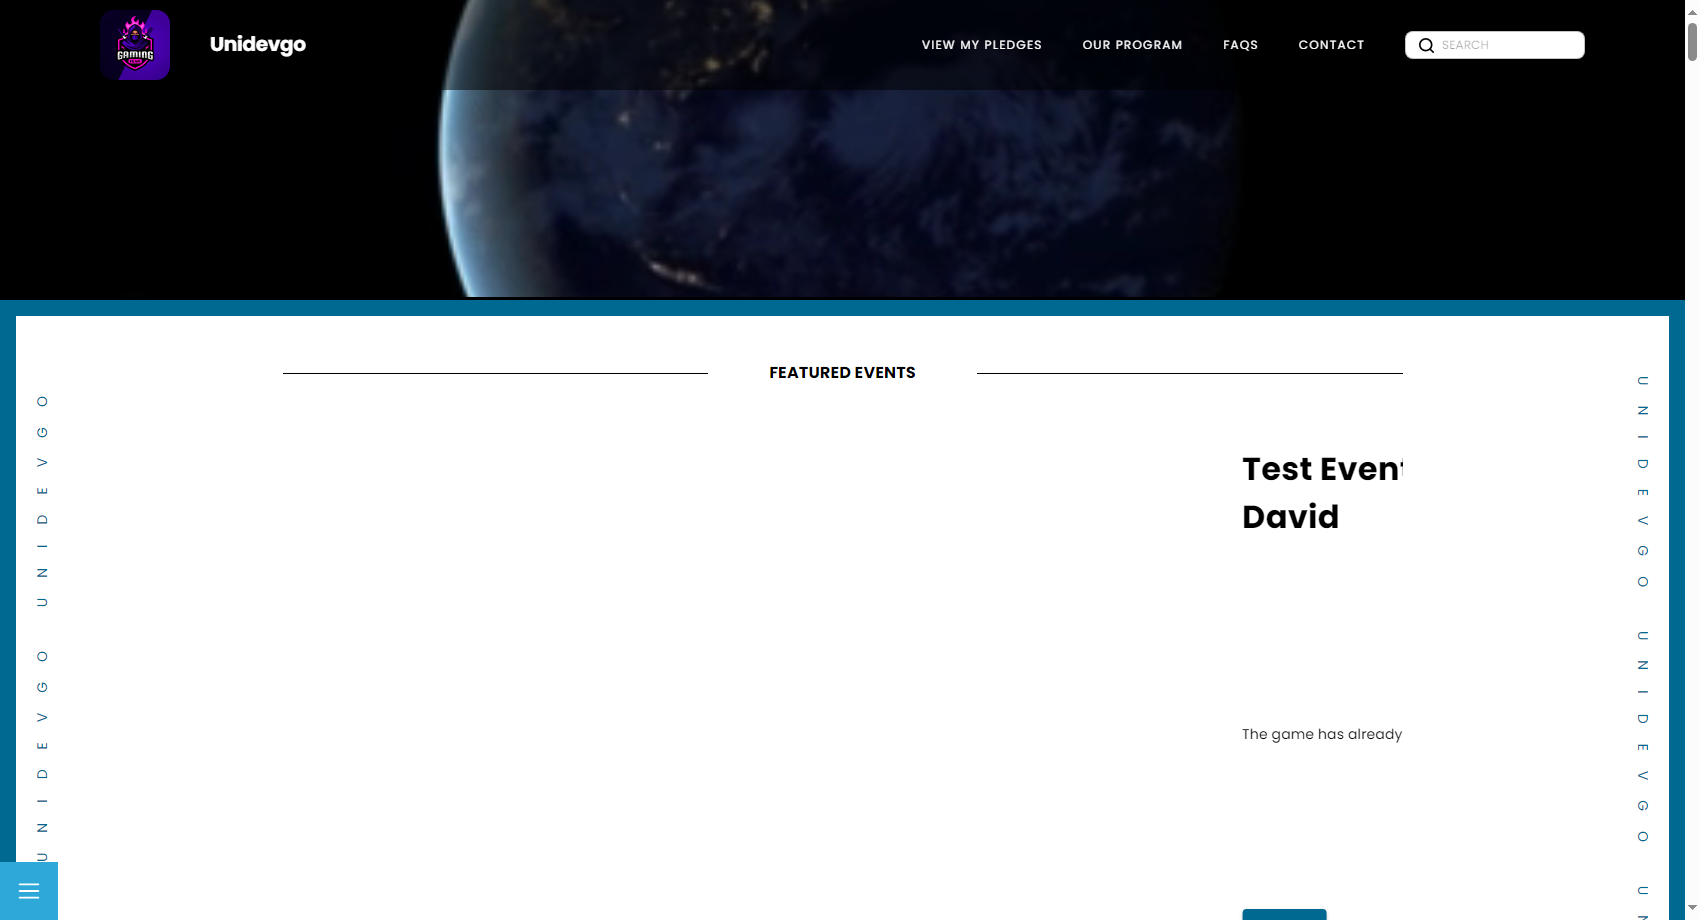 GAMING
Unidevgo
VIEW MY PLEDGES
OUR PROGRAM
FAQS
CONTACT
SEARCH
FEATURED EVENTS
UNIDEVGO UNIDEVGO
UNIDEVGO UNIDEVGO UN
Test Event
David
The game has already